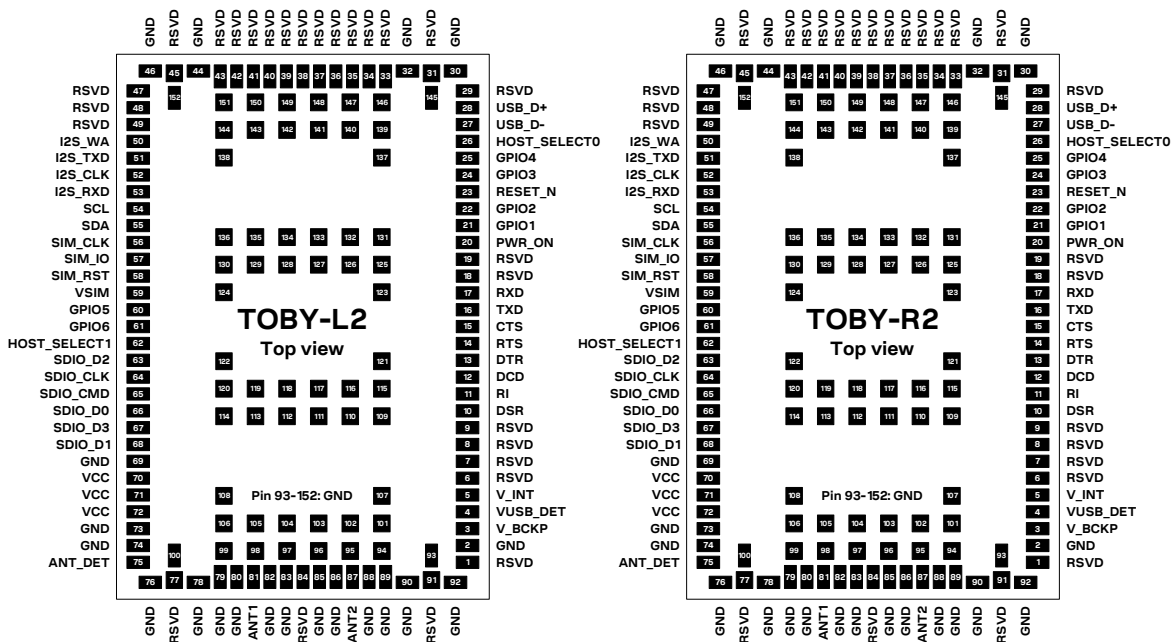 GND RSVD GND RSVD RSVD RSVD RSVD RSVD RSVD RSVD RSVD RSVD RSVD RSVD GND RSVD GND
46 45 44 43 42 41 40 39 38 37 36 35 34 33 32 31 30
RSVD 47 29 RSVD
152 151 150 149 148 147 146 145
RSVD 48 28 USB_D+
RSVD 49 27 USB_D-
144 143 142 141 140 139
I2S_WA 50 26 HOST_SELECT0
I2S_TXD 51 138 137 25 GPIO4
I2S_CLK 52 24 GPIO3
I2S_RXD 53 23 RESET_N
SCL 54 22 GPIO2
SDA 55 21 GPIO1
136 135 134 133 132 131
SIM_CLK 56 20 PWR_ON
SIM_IO 57 19 RSVD
130 129 128 127 126 125
SIM_RST 58 18 RSVD
VSIM 59 124 123 17 RXD
GPIO5 60 16 TXD
TOBY-L2
GPIO6 61 15 CTS
HOST_SELECT1 62 14 RTS
Top view
SDIO_D2 63 122 121 13 DTR
SDIO_CLK 64 12 DCD
120 119 118 117 116 115
SDIO_CMD 65 11 RI
SDIO_D0 66 10 DSR
114 113 112 111 110 109
SDIO_D3 67 9 RSVD
SDIO_D1 68 8 RSVD
GND 69 7 RSVD
VCC 70 6 RSVD
VCC 71 108 Pin 93-152: GND 107 5 V_INT
VCC 72 4 VUSB_DET
106 105 104 103 102 101
GND 73 3 V_BCKP
GND 74 2 GND
100 99 98 97 96 95 94 93
ANT_DET 75 1 RSVD
76 77 78 79 80 81 82 83 84 85 86 87 88 89 90 91 92
GND RSVD GND GND GND ANT1 GND GND RSVD GND GND ANT2 GND GND GND RSVD GND
GND RSVD GND RSVD RSVD RSVD RSVD RSVD RSVD RSVD RSVD RSVD RSVD RSVD GND RSVD GND
46 45 44 43 42 41 40 39 38 37 36 35 34 33 32 31 30
RSVD 47 29 RSVD
152 151 150 149 148 147 146 145
RSVD 48 28 USB_D+
RSVD 49 27 USB_D-
144 143 142 141 140 139
I2S_WA 50 26 HOST_SELECT0
I2S_TXD 51 138 137 25 GPIO4
I2S_CLK 52 24 GPIO3
I2S_RXD 53 23 RESET_N
SCL 54 22 GPIO2
SDA 55 21 GPIO1
136 135 134 133 132 131
SIM_CLK 56 20 PWR_ON
SIM_IO 57 19 RSVD
130 129 128 127 126 125
SIM_RST 58 18 RSVD
VSIM 59 124 123 17 RXD
GPIO5 60 16 TXD
TOBY-R2
GPIO6 61 15 CTS
HOST_SELECT1 62 14 RTS
Top view
SDIO_D2 63 122 121 13 DTR
SDIO_CLK 64 12 DCD
120 119 118 117 116 115
SDIO_CMD 65 11 RI
SDIO_D0 66 10 DSR
114 113 112 111 110 109
SDIO_D3 67 9 RSVD
SDIO_D1 68 8 RSVD
GND 69 7 RSVD
VCC 70 6 RSVD
VCC 71 108 Pin 93-152: GND 107 5 V_INT
VCC 72 4 VUSB_DET
106 105 104 103 102 101
GND 73 3 V_BCKP
GND 74 2 GND
100 99 98 97 96 95 94 93
ANT_DET 75 1 RSVD
76 77 78 79 80 81 82 83 84 85 86 87 88 89 90 91 92
GND RSVD GND GND GND ANT1 GND GND RSVD GND GND ANT2 GND GND GND RSVD GND